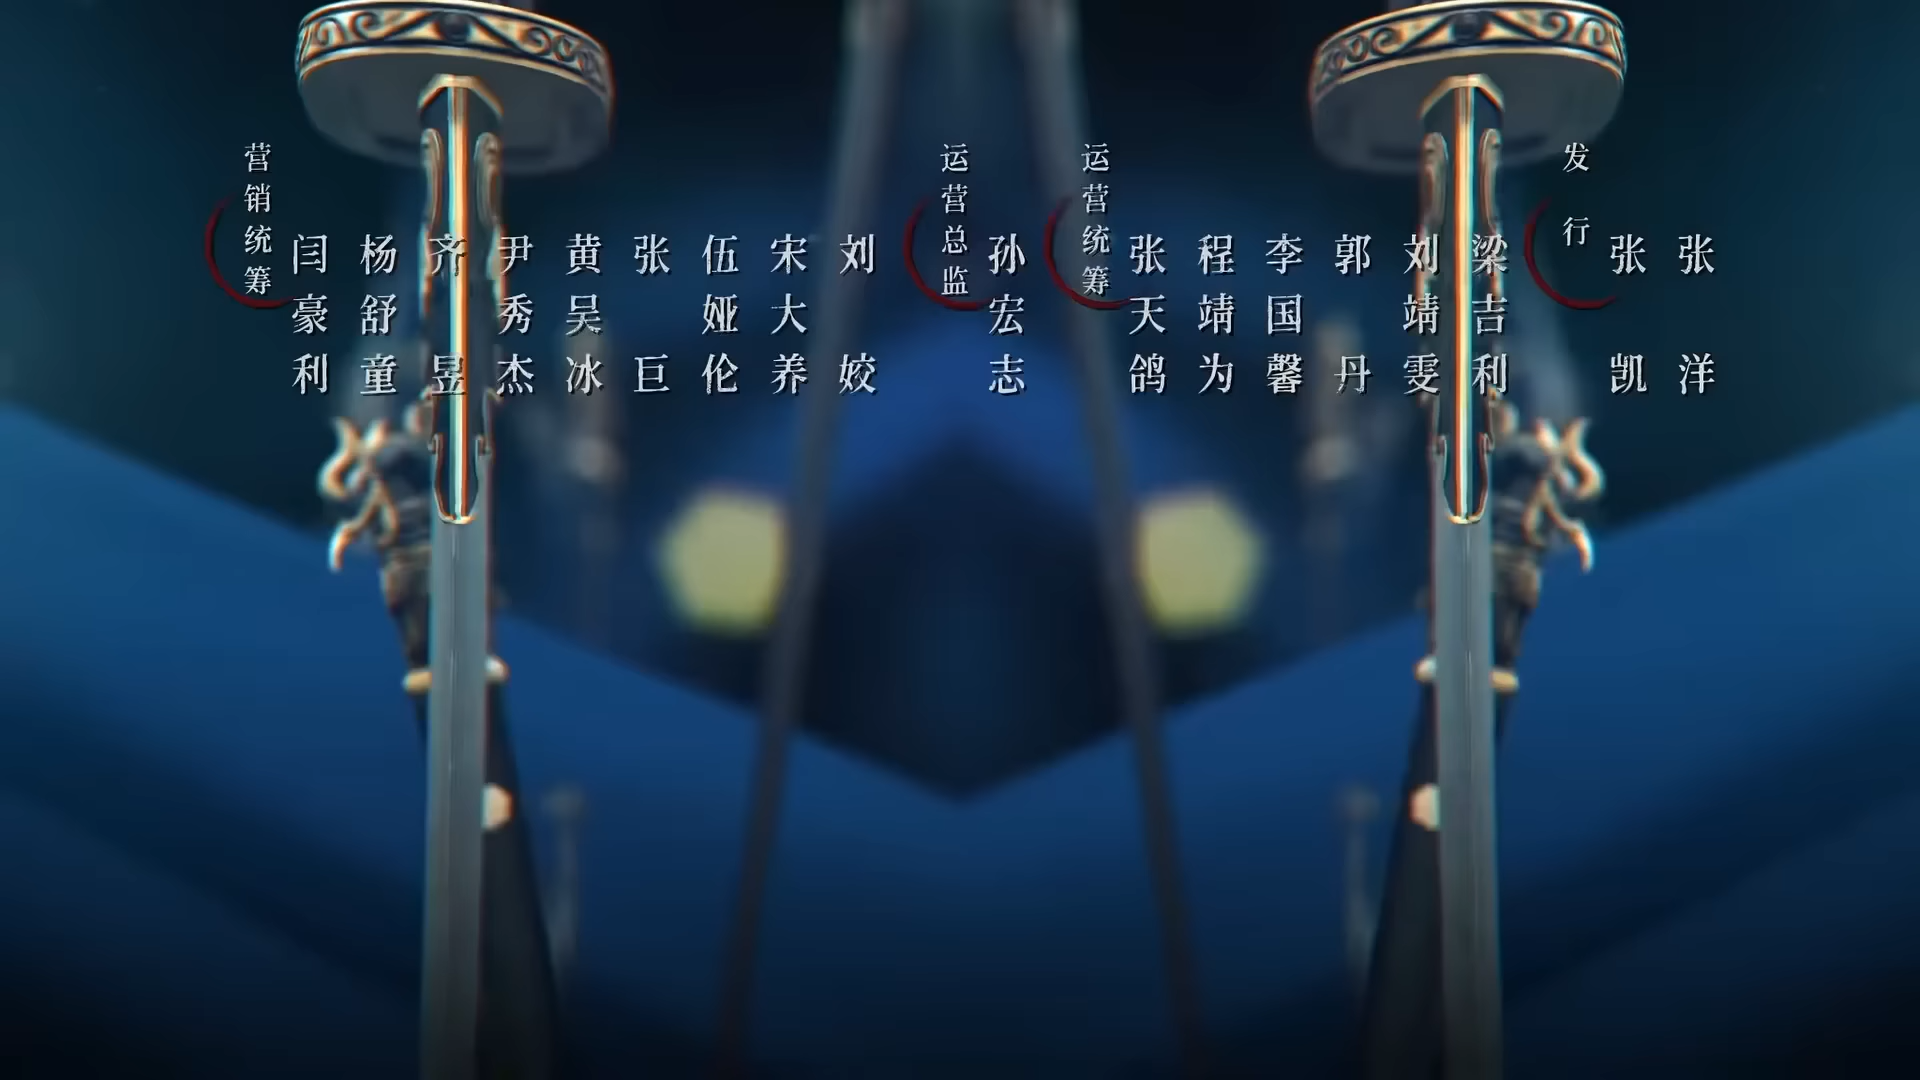 营销统筹
闫豪利
杨舒童
齐昱
尹秀杰
黄吴冰
张巨
伍娅伦
宋大养
刘姣
运营总监
孙宏志
运营统筹
张天鸽
程靖为
李国馨
郭丹
刘靖雯
梁吉利
发行
张凯
张洋